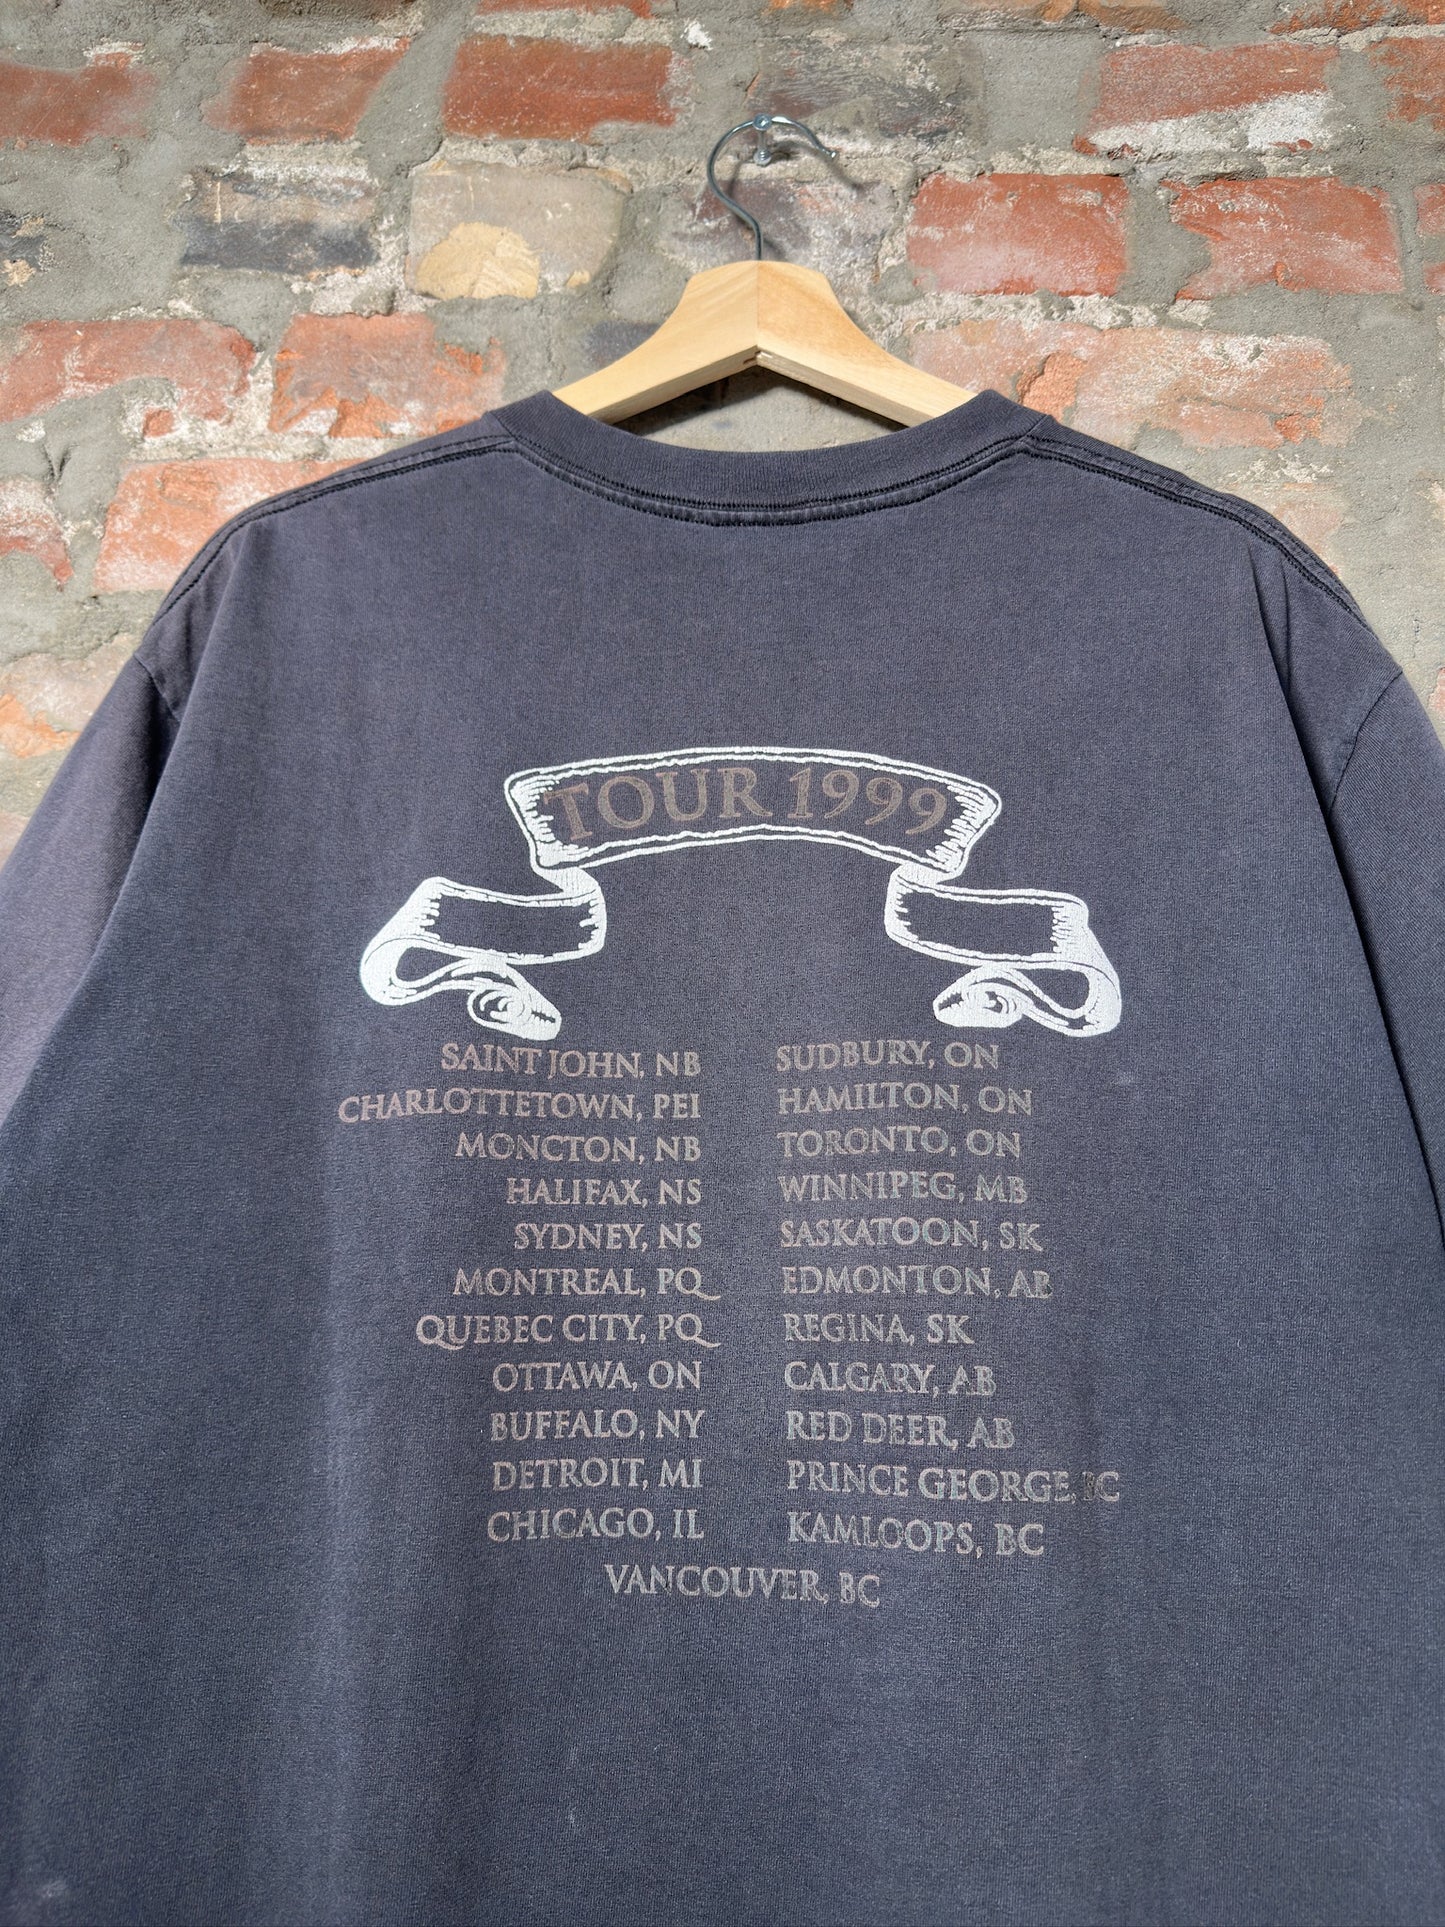 TOUR 1999
SAINT JOHN, NB
CHARLOTTETOWN, PEI
MONCTON, NB
HALIFAX, NS
SYDNEY, NS
MONTREAL, PQ
QUEBEC CITY, PQ
OTTAWA, ON
BUFFALO, NY
DETROIT, MI
CHICAGO, IL
SUDBURY, ON
HAMILTON, ON
TORONTO, ON
WINNIPEG, MB
SASKATOON, SK
EDMONTON, AB
REGINA, SK
CALGARY, AB
RED DEER, AB
PRINCE GEORGE, BC
KAMLOOPS, BC
VANCOUVER, BC